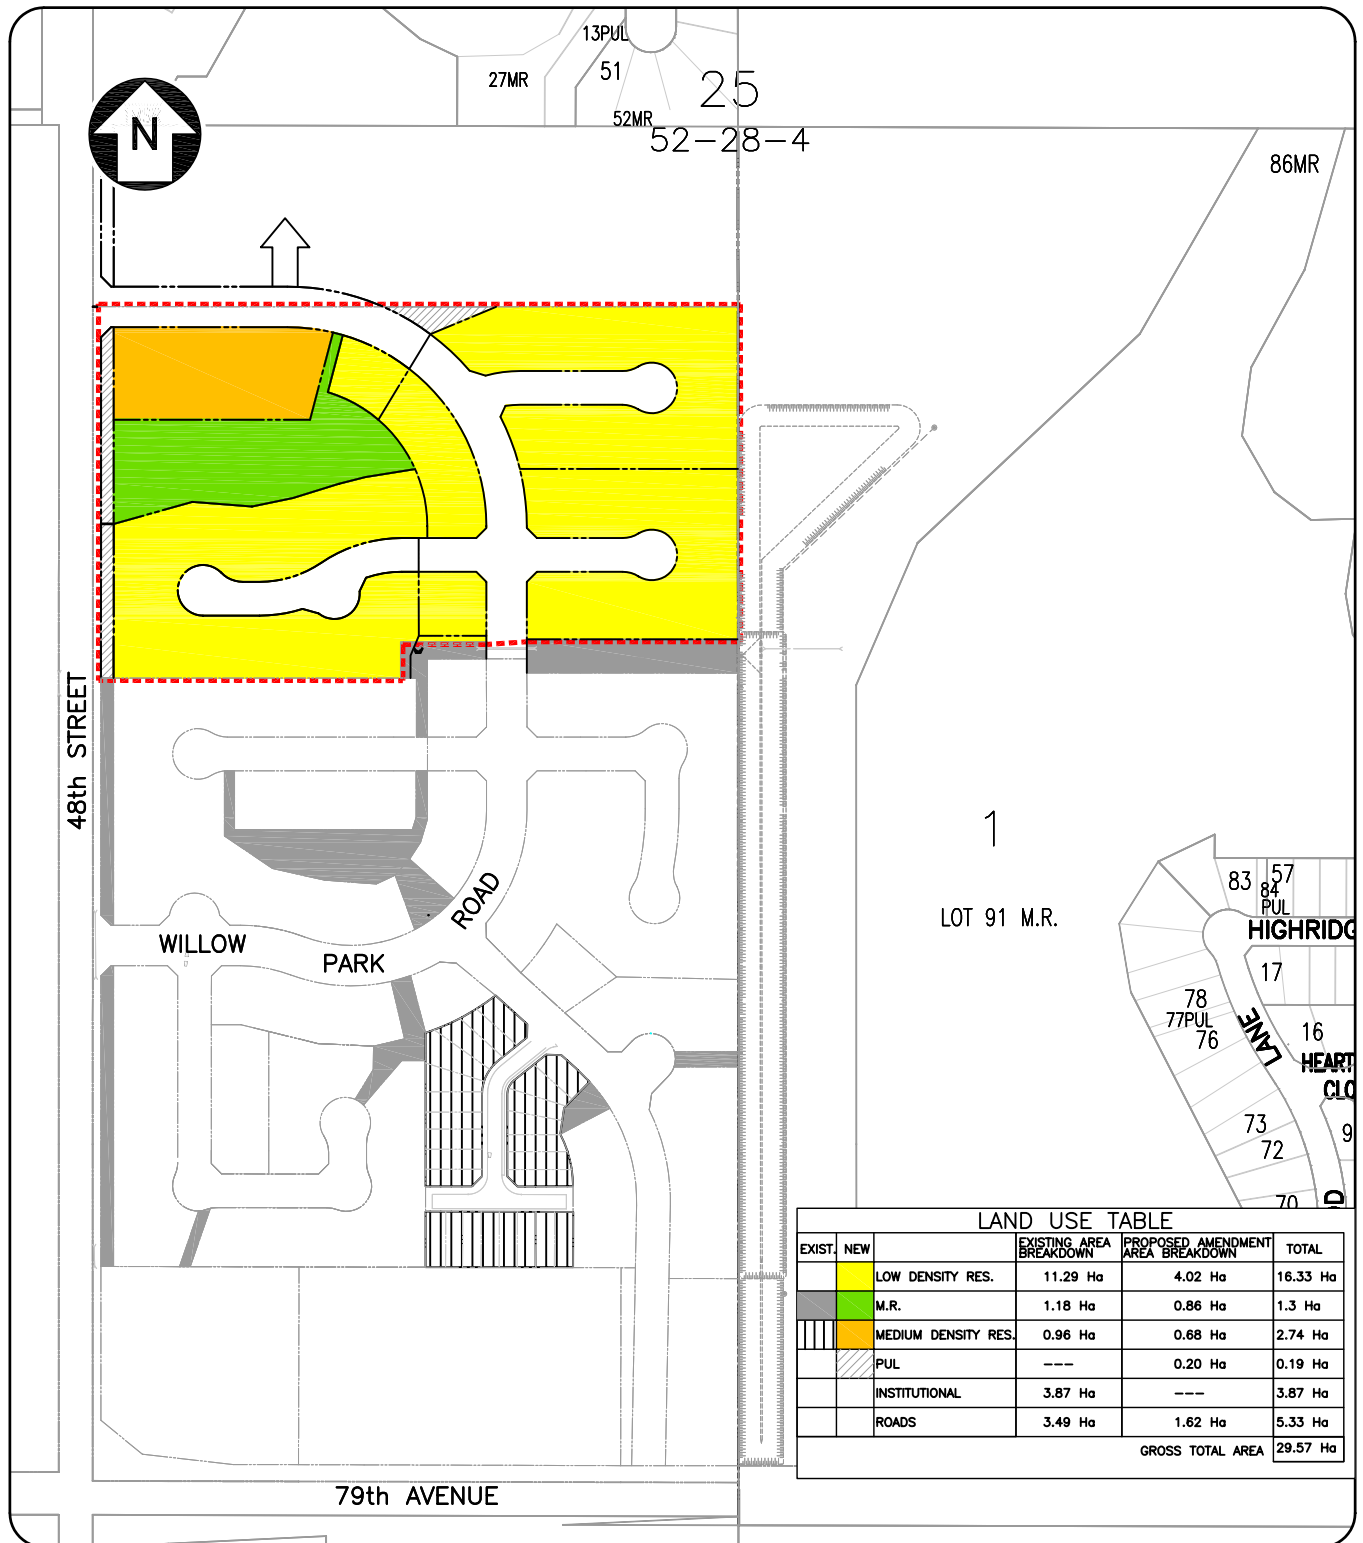 13PUL
51
27MR
25
52MR
52-28-4
86MR
N
48th STREET
1
83
57
84
PUL
LOT 91 M.R.
ROAD
HIGHRIDG
WILLOW
PARK
17
78
77PUL
76
LANE
16
HEART
CLO
73
72
9
70
LAND USE TABLE
EXIST. NEW EXISTING AREA BREAKDOWN PROPOSED AMENDMENT AREA BREAKDOWN TOTAL
LOW DENSITY RES. 11.29 Ha 4.02 Ha 16.33 Ha
M.R. 1.18 Ha 0.86 Ha 1.3 Ha
MEDIUM DENSITY RES. 0.96 Ha 0.68 Ha 2.74 Ha
PUL --- 0.20 Ha 0.19 Ha
INSTITUTIONAL 3.87 Ha --- 3.87 Ha
ROADS 3.49 Ha 1.62 Ha 5.33 Ha
GROSS TOTAL AREA 29.57 Ha
79th AVENUE